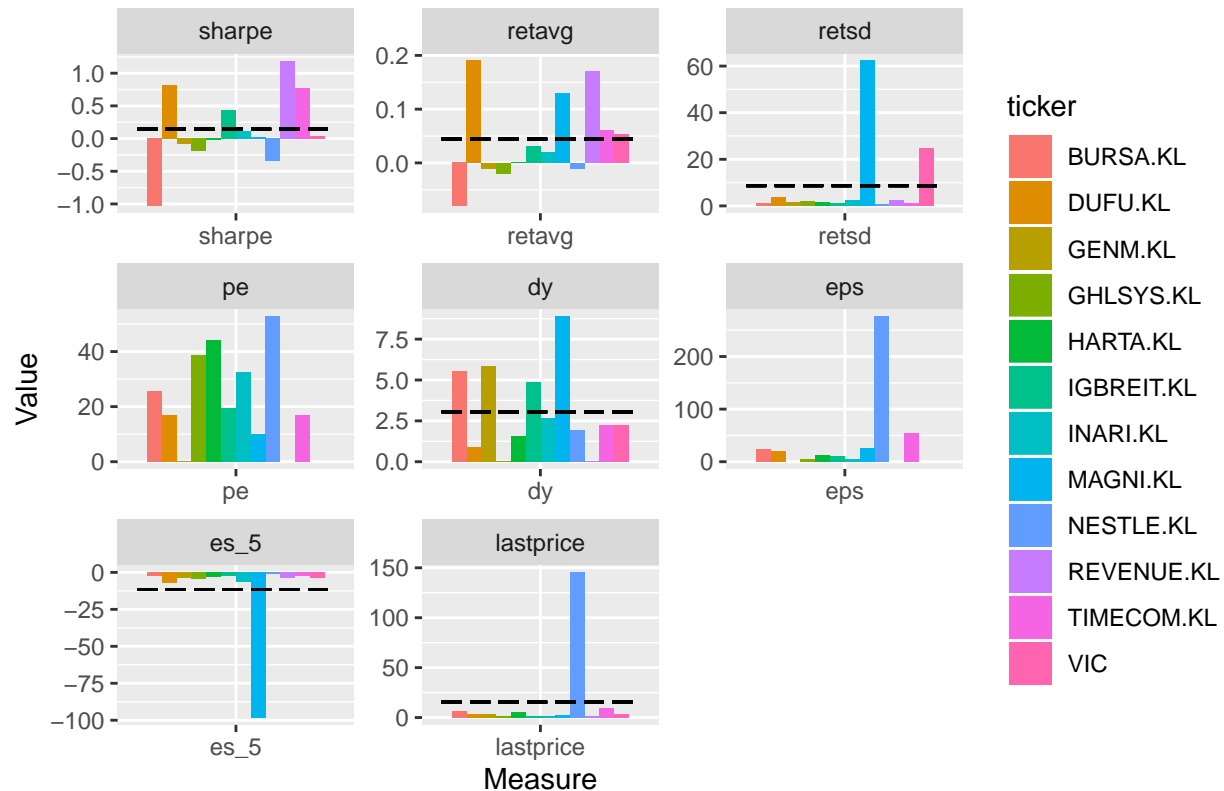 sharpe
retavg
retsd
1.0
0.5
0.0
−0.5
−1.0
sharpe
0.2
0.1
0.0
retavg
60
40
20
0
retsd
pe
dy
eps
40
20
0
pe
7.5
5.0
2.5
0.0
dy
200
100
0
eps
es_5
lastprice
0
−25
−50
−75
−100
es_5
150
100
50
0
lastprice
Value
Measure
ticker
BURSA.KL
DUFU.KL
GENM.KL
GHLSYS.KL
HARTA.KL
IGBREIT.KL
INARI.KL
MAGNI.KL
NESTLE.KL
REVENUE.KL
TIMECOM.KL
VIC